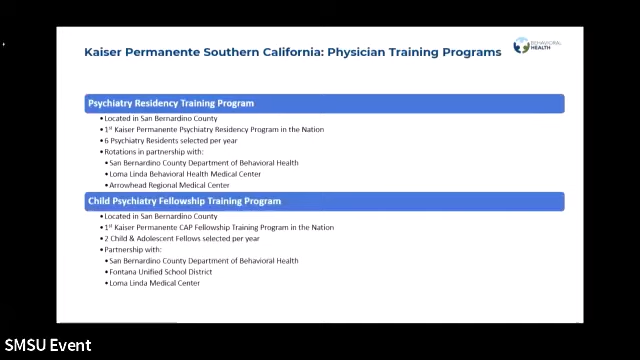 Kaiser Permanente Southern California: Physician Training Programs
BEHAVIORAL
HEALTH
Psychiatry Residency Training Program
• Located in San Bernardino County
• 1st Kaiser Permanente Psychiatry Residency Program in the Nation
• 6 Psychiatry Residents selected per year
• Rotations in partnership with:
• San Bernardino County Department of Behavioral Health
• Loma Linda Behavioral Health Medical Center
• Arrowhead Regional Medical Center
Child Psychiatry Fellowship Training Program
• Located in San Bernardino County
• 1st Kaiser Permanente CAP Fellowship Training Program in the Nation
• 2 Child & Adolescent Fellows selected per year
• Partnership with:
• San Bernardino County Department of Behavioral Health
• Fontana Unified School District
• Loma Linda Medical Center
SMSU Event